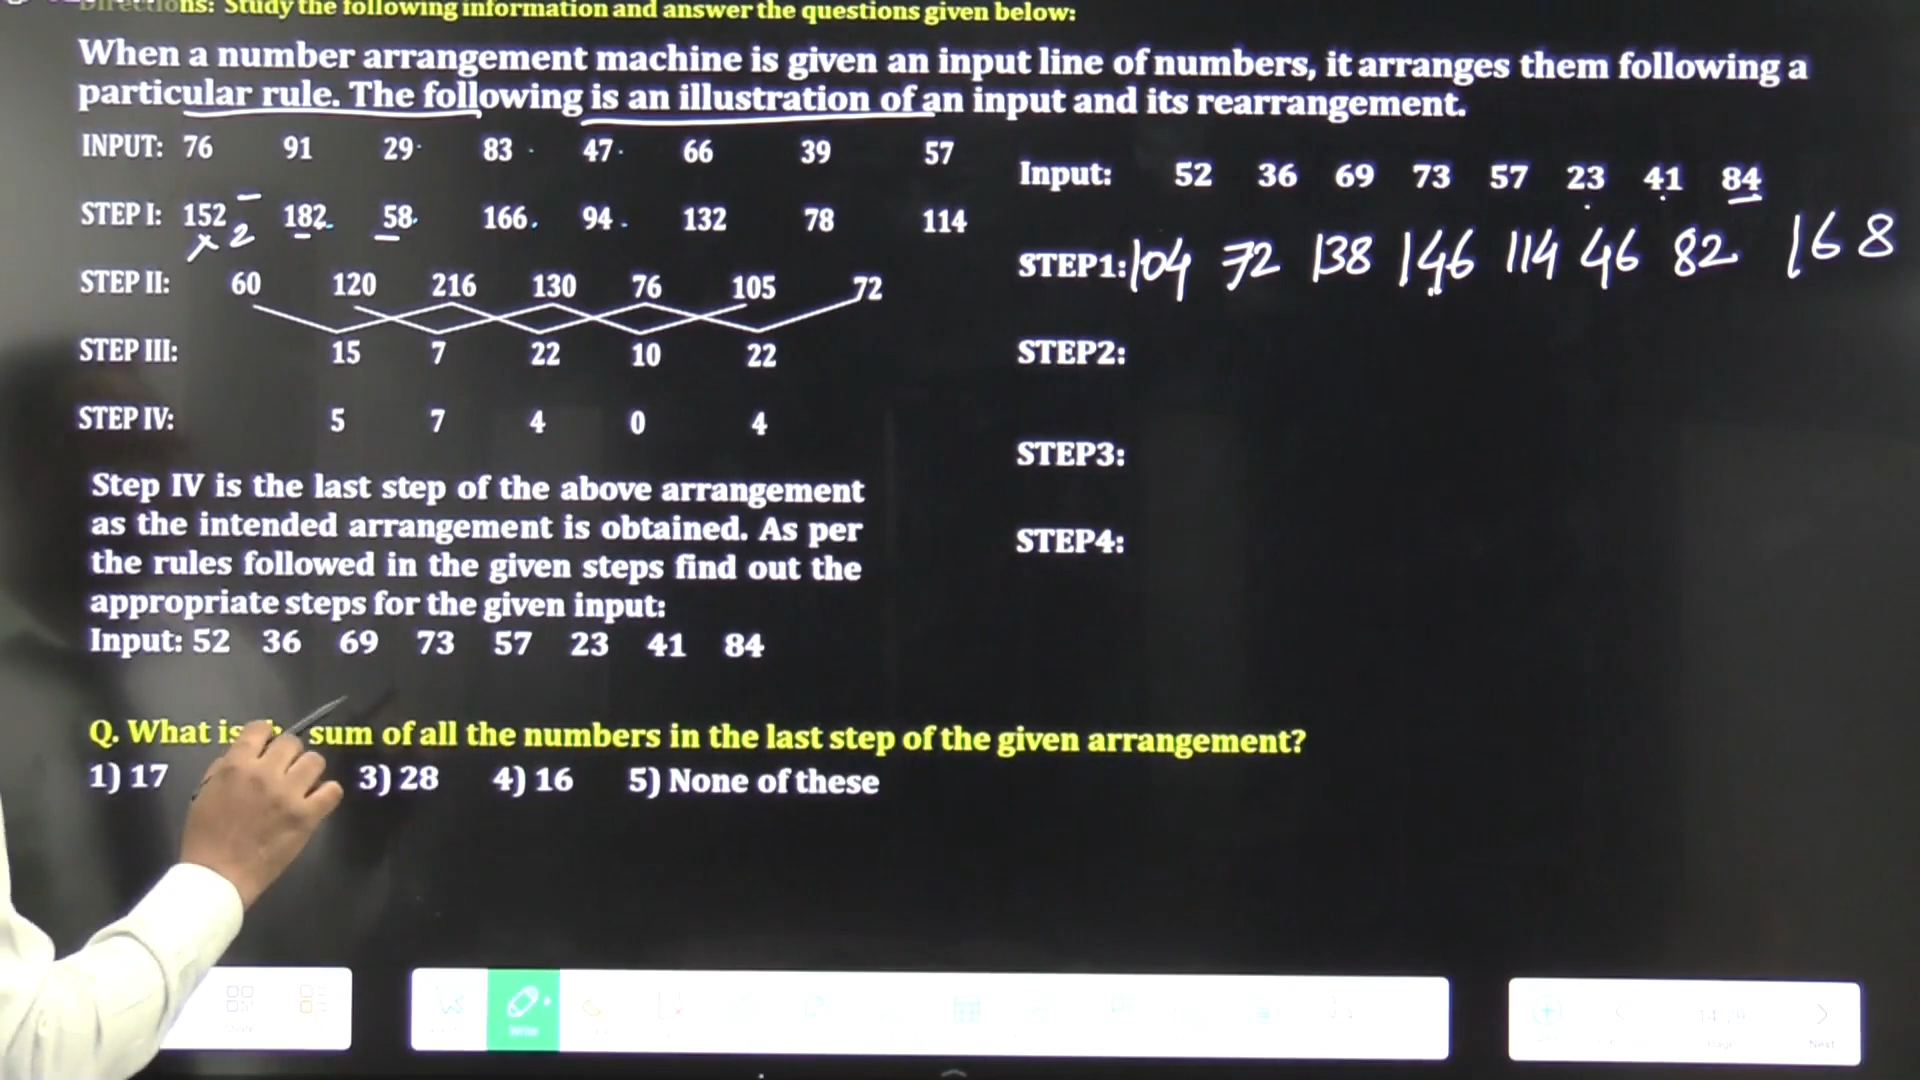 ns: Study the following information and answer the questions given below:
When a number arrangement machine is given an input line of numbers, it arranges them following a
particular rule. The following is an illustration of an input and its rearrangement.
INPUT: 76 91 29 83 47 66 39 57
STEP I: 152 182 58 166 94 132 78 114
× 2
STEP II: 60 120 216 130 76 105 72
STEP III: 15 7 22 10 22
STEP IV: 5 7 4 0 4
Step IV is the last step of the above arrangement
as the intended arrangement is obtained. As per
the rules followed in the given steps find out the
appropriate steps for the given input:
Input: 52 36 69 73 57 23 41 84
Input: 52 36 69 73 57 23 41 84
STEP1: 104 72 138 146 114 46 82 168
STEP2:
STEP3:
STEP4:
Q. What is sum of all the numbers in the last step of the given arrangement?
1) 17 3) 28 4) 16 5) None of these
Next